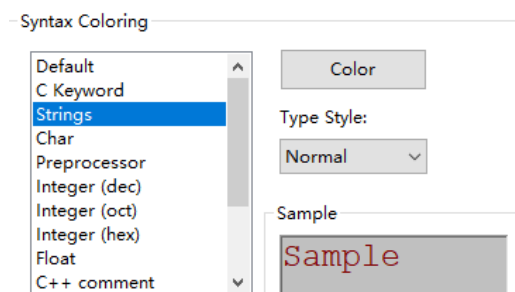 Syntax Coloring
Default
C Keyword
Strings
Char
Preprocessor
Integer (dec)
Integer (oct)
Integer (hex)
Float
C++ comment
Color
Type Style:
Normal
Sample
Sample